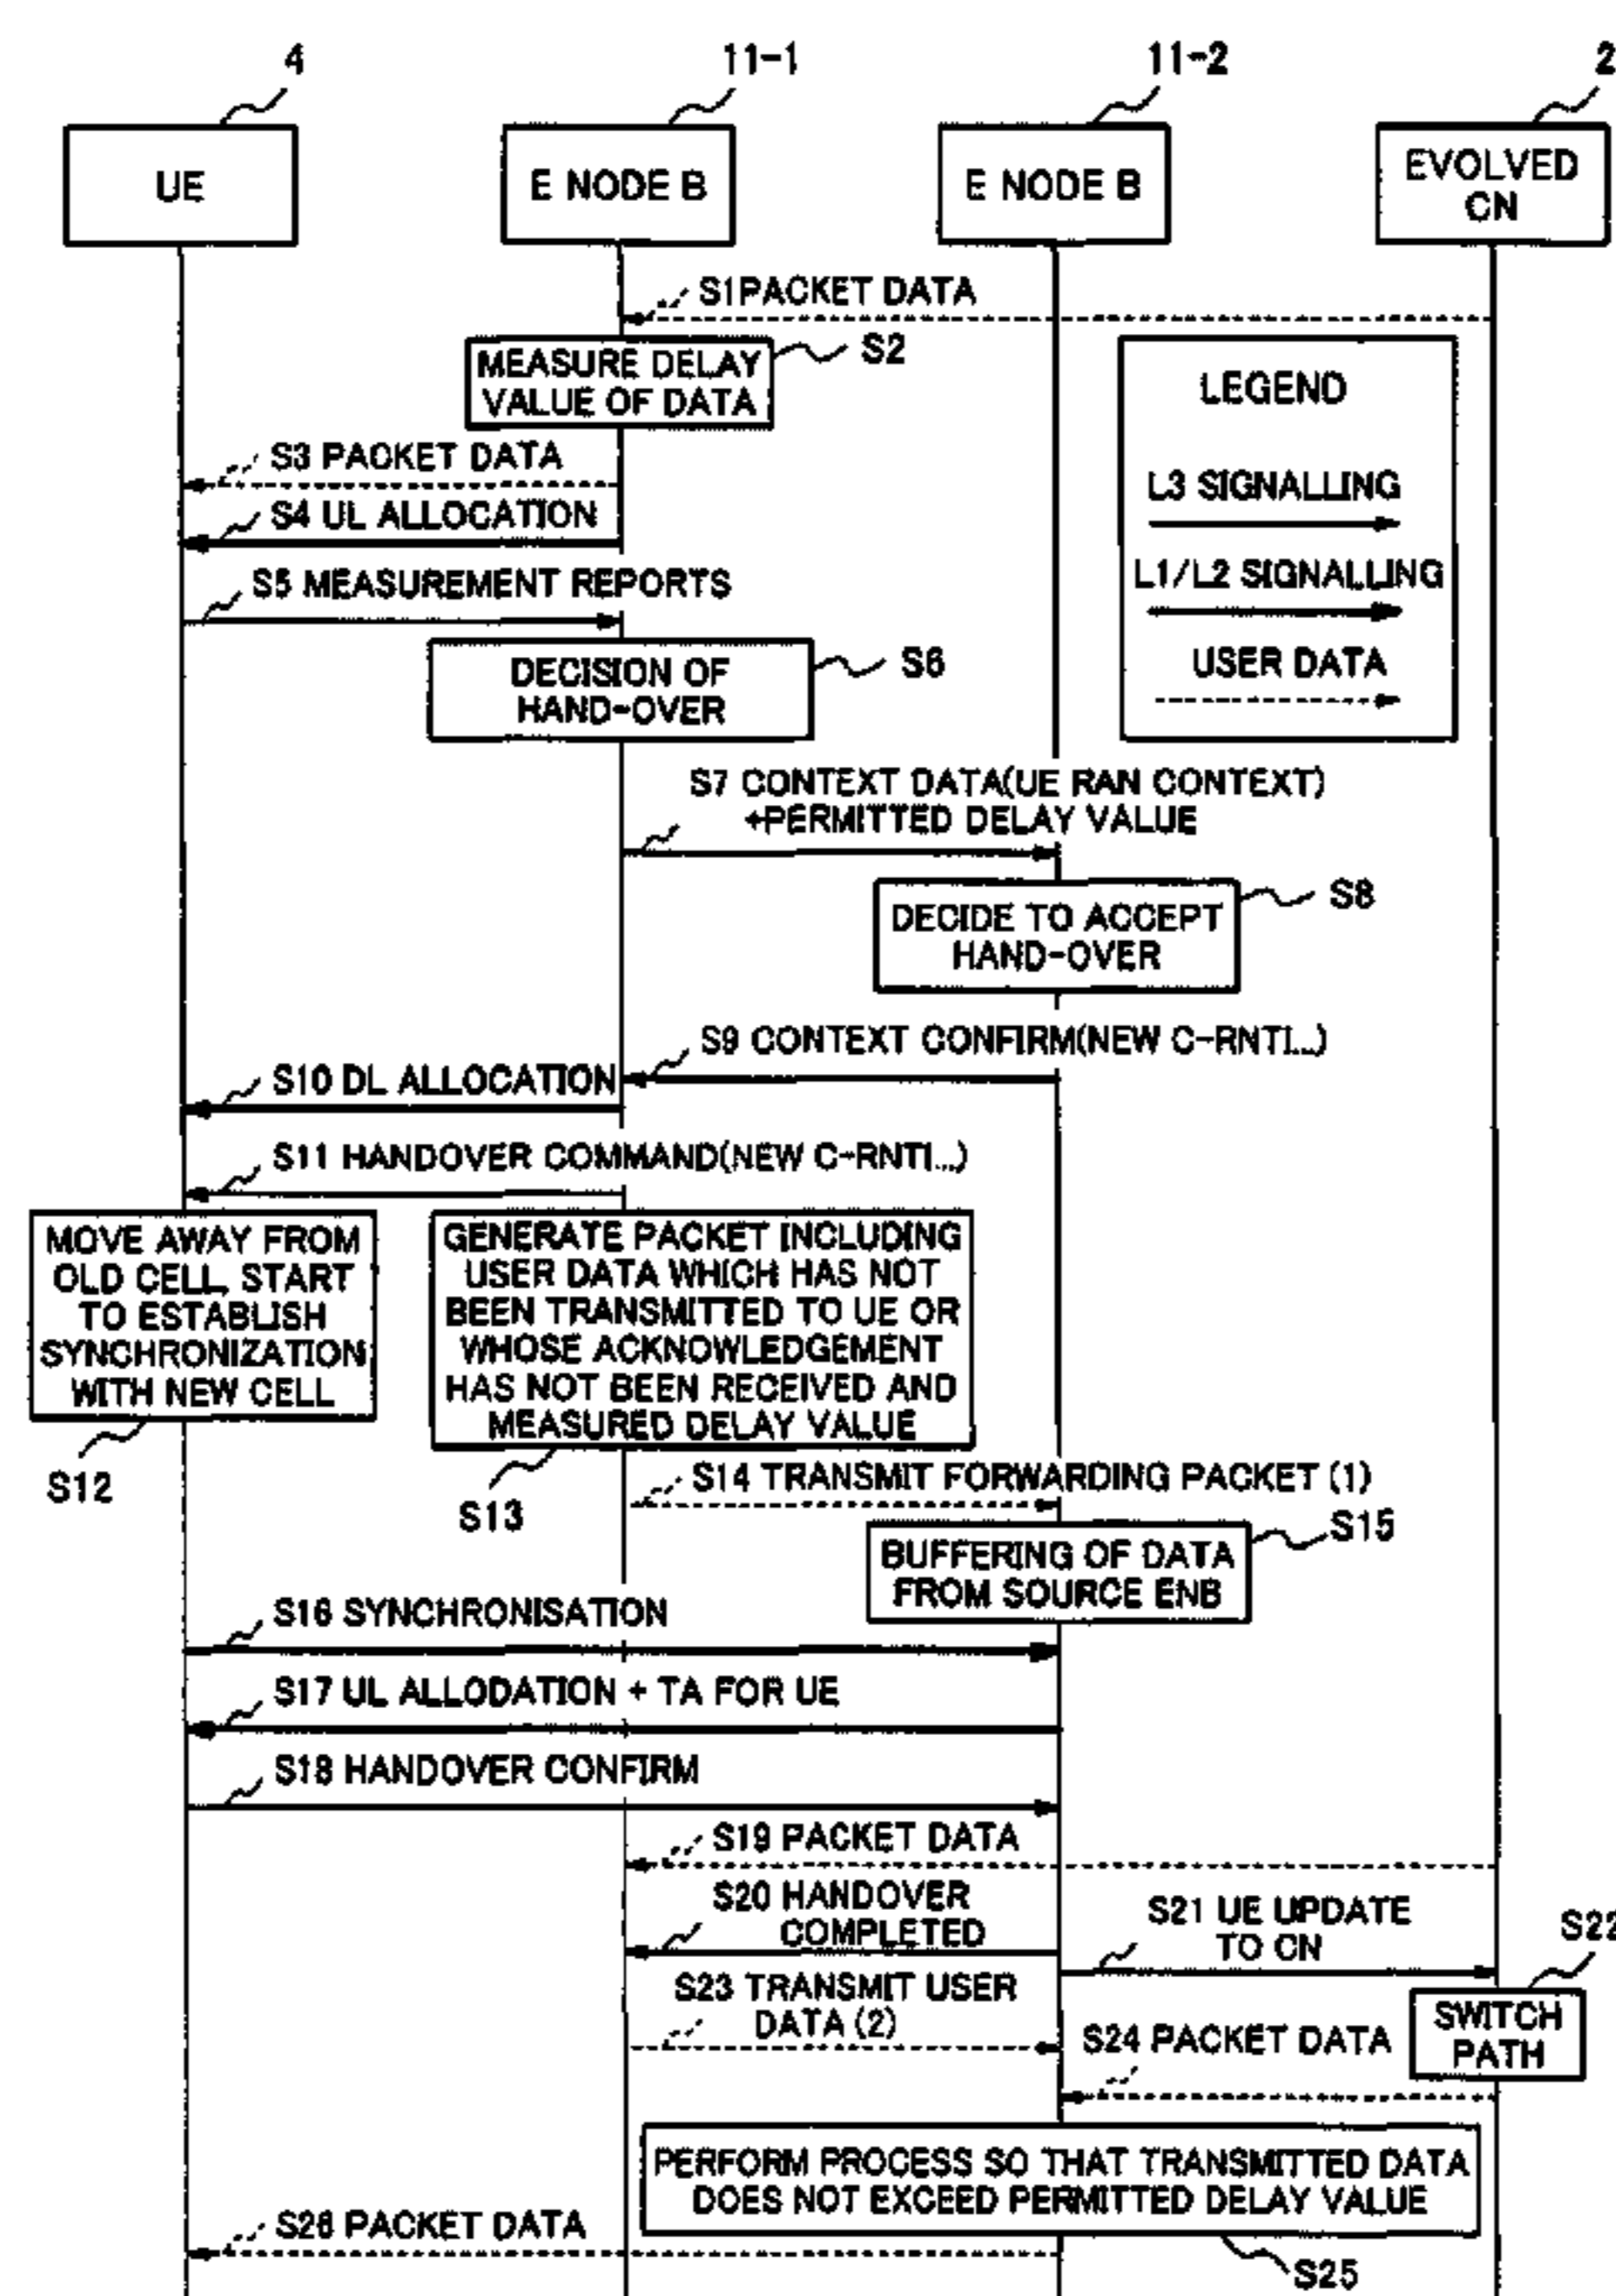 4
11-1
11-2
2
UE
E NODE B
E NODE B
EVOLVED
CN
S1PACKET DATA
MEASURE DELAY
VALUE OF DATA
S2
LEGEND
L3 SIGNALLING
L1/L2 SIGNALLING
USER DATA
S3 PACKET DATA
S4 UL ALLOCATION
S5 MEASUREMENT REPORTS
DECISION OF
HAND-OVER
S6
S7 CONTEXT DATA(UE RAN CONTEXT)
+PERMITTED DELAY VALUE
DECIDE TO ACCEPT
HAND-OVER
S8
S9 CONTEXT CONFIRM(NEW C-RNTI...)
S10 DL ALLOCATION
S11 HANDOVER COMMAND(NEW C-RNTI...)
MOVE AWAY FROM
OLD CELL, START
TO ESTABLISH
SYNCHRONIZATION
WITH NEW CELL
S12
GENERATE PACKET INCLUDING
USER DATA WHICH HAS NOT
BEEN TRANSMITTED TO UE OR
WHOSE ACKNOWLEDGEMENT
HAS NOT BEEN RECEIVED AND
MEASURED DELAY VALUE
S13
S14 TRANSMIT FORWARDING PACKET (1)
BUFFERING OF DATA
FROM SOURCE ENB
S15
S16 SYNCHRONISATION
S17 UL ALLODATION + TA FOR UE
S18 HANDOVER CONFIRM
S19 PACKET DATA
S20 HANDOVER
COMPLETED
S21 UE UPDATE
TO CN
S22
SWITCH
PATH
S23 TRANSMIT USER
DATA (2)
S24 PACKET DATA
PERFORM PROCESS SO THAT TRANSMITTED DATA
DOES NOT EXCEED PERMITTED DELAY VALUE
S25
S26 PACKET DATA